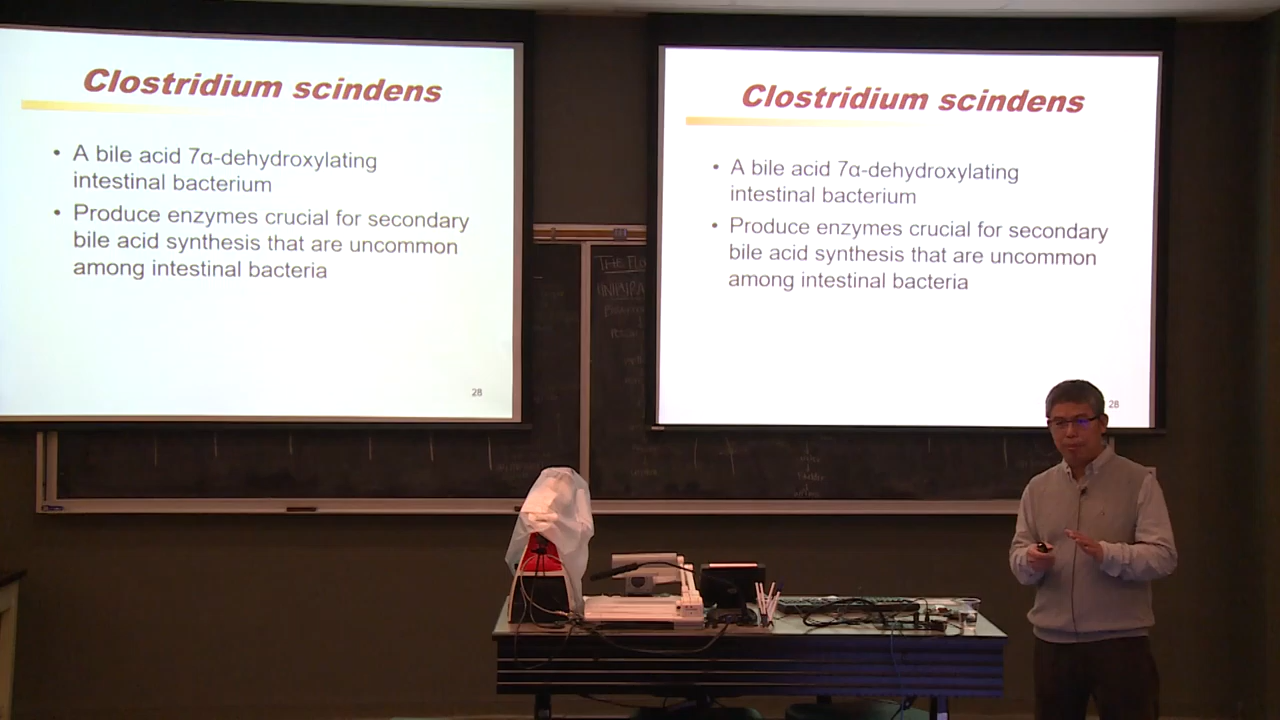 Clostridium scindens
• A bile acid 7α-dehydroxylating
intestinal bacterium
• Produce enzymes crucial for secondary
bile acid synthesis that are uncommon
among intestinal bacteria
28
Clostridium scindens
• A bile acid 7α-dehydroxylating
intestinal bacterium
• Produce enzymes crucial for secondary
bile acid synthesis that are uncommon
among intestinal bacteria
28
THE